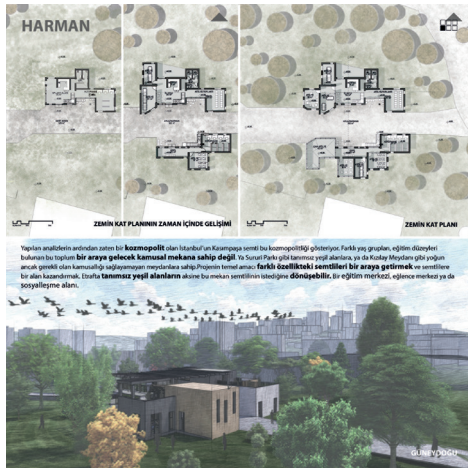 HARMAN
ZEMİN KAT PLANININ ZAMAN İÇİNDE GELİŞİMİ
ZEMİN KAT PLANI
Yapılan analizlerin ardından zaten bir kozmopolit olan İstanbul'un Kasımpaşa semti bu kozmopolitliği gösteriyor. Farklı yaş grupları, eğitim düzeyleri
bulunan bu toplum bir araya gelecek kamusal mekana sahip değil. Ya Sururi Parkı gibi tanımsız yeşil alanlara, ya da Kızılay Meydanı gibi yoğun
ancak gerekli olan kamusallığı sağlayamayan meydanlara sahip.Projenin temel amacı farklı özellikteki semtlileri bir araya getirmek ve semtlilere
bir alan kazandırmak. Etrafta tanımsız yeşil alanların aksine bu mekan semtlilinin istediğine dönüşebilir. Bir eğitim merkezi, eğlence merkezi ya da
sosyalleşme alanı.
GÜNEYDOĞU